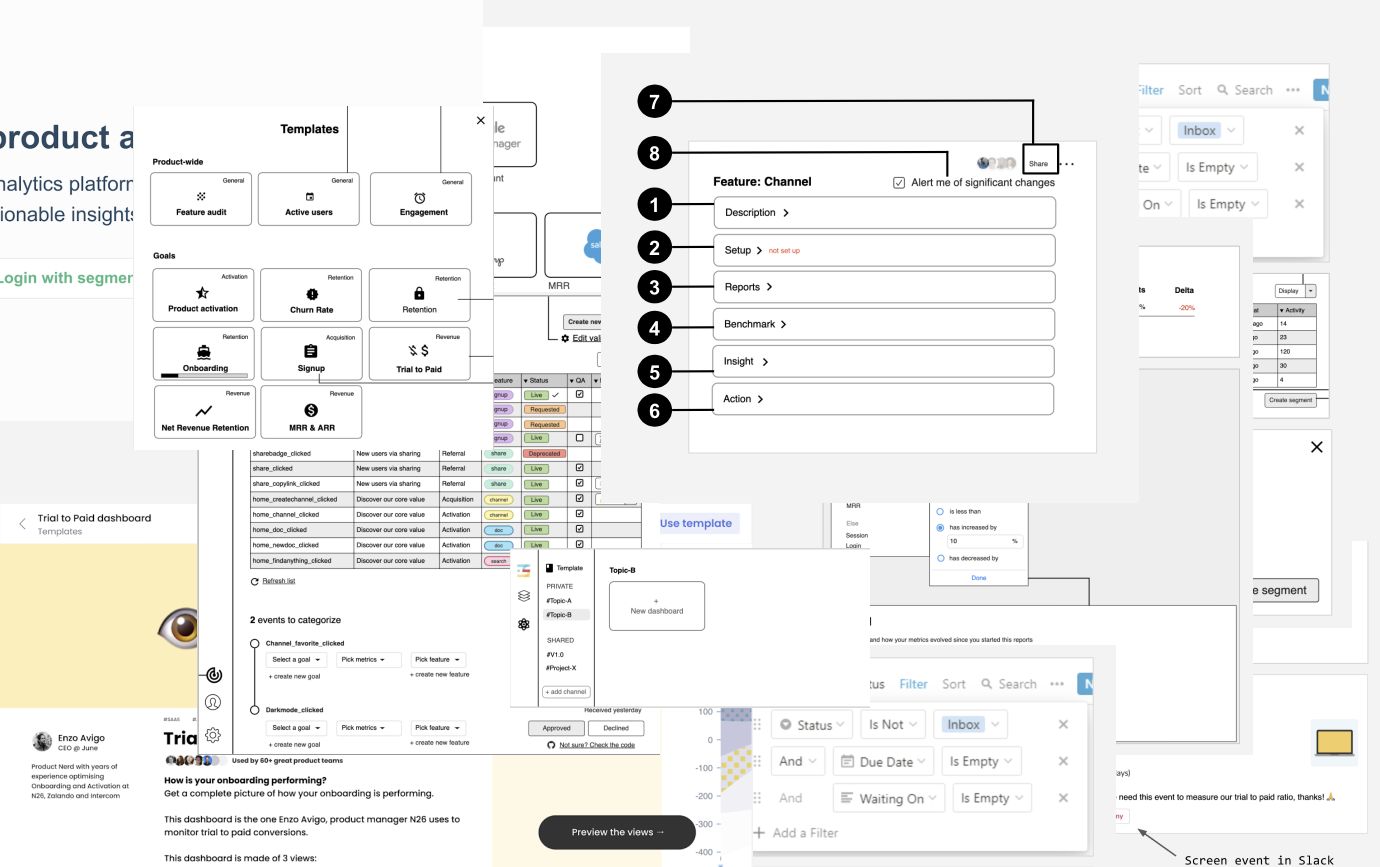 product a
nalytics platforn
ionable insights
Login with segmer
Templates
Product-wide
General
Feature audit
General
Active users
General
Engagement
Goals
Activation
Product activation
Retention
Churn Rate
Retention
Retention
Retention
Onboarding
Acquisition
Signup
Revenue
Trial to Paid
Revenue
Net Revenue Retention
Revenue
MRR & ARR
MRR
Create new
Edit vali
7
8
1
2
3
4
5
6
Share
Feature: Channel
Alert me of significant changes
Description
Setup
not set up
Reports
Benchmark
Insight
Action
Filter Sort Search
Inbox
Is Empty
On Is Empty
Delta
-20%
Display
Activity
14
23
120
30
4
Create segment
e segment
eature Status QA
gnup Live
gnup Requested
gnup Requested
gnup Live
sharebadge_clicked New users via sharing Referral share Deprecated
share_clicked New users via sharing Referral share Live
share_copylink_clicked New users via sharing Referral share Live
home_createchannel_clicked Discover our core value Acquisition channel Live
home_channel_clicked Discover our core value Activation channel Live
home_doc_clicked Discover our core value Activation doc Live
home_newdoc_clicked Discover our core value Activation doc Live
home_findanything_clicked Discover our core value Activation search
Refresh list
2 events to categorize
Channel_favorite_clicked
Select a goal Pick metrics Pick feature
+ create new goal + create new feature
Darkmode_clicked
Select a goal Pick metrics Pick feature
+ create new goal + create new feature
Received yesterday
Approved Declined
Not sure? Check the code
Use template
Template
PRIVATE
#Topic-A
#Topic-B
SHARED
#V1.0
#Project-X
+ add channel
Topic-B
+
New dashboard
MRR
Else
Session
Login
is less than
has increased by
10 %
has decreased by
Done
and how your metrics evolved since you started this reports
tus Filter Sort Search
Status Is Not Inbox
And Due Date Is Empty
And Waiting On Is Empty
Add a Filter
100
0
-100
-200
-300
-400
Trial to Paid dashboard
Templates
Enzo Avigo
CEO @ June
Product Nerd with years of
experience optimising
Onboarding and Activation at
N26, Zalando and Intercom
#SAAS
Tria
Used by 60+ great product teams
How is your onboarding performing?
Get a complete picture of how your onboarding is performing.
This dashboard is the one Enzo Avigo, product manager N26 uses to
monitor trial to paid conversions.
This dashboard is made of 3 views:
Preview the views →
ays)
need this event to measure our trial to paid ratio, thanks! 🙏
ny
Screen event in Slack